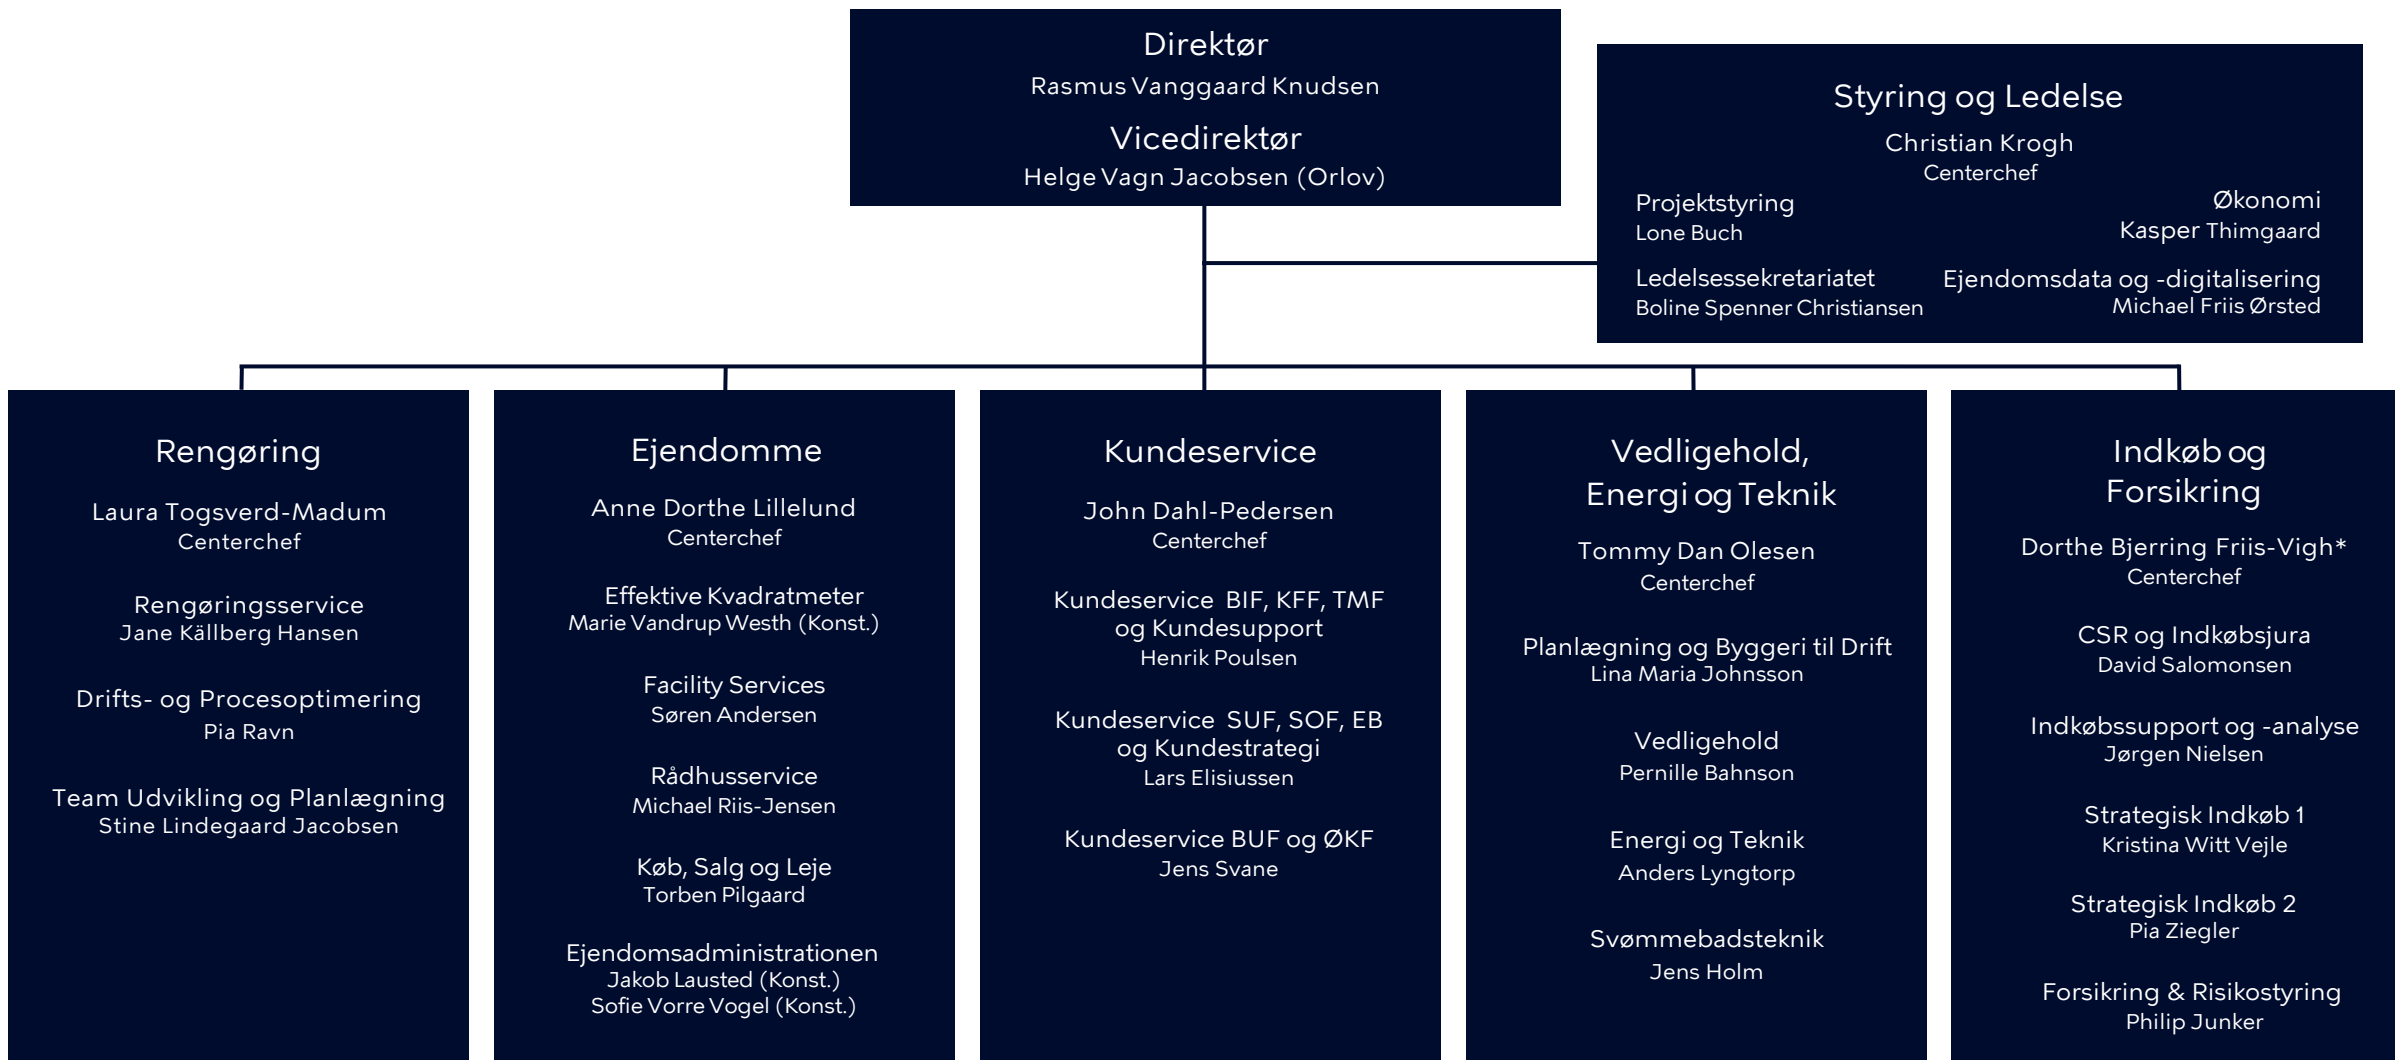 Direktør
Rasmus Vanggaard Knudsen
Vicedirektør
Helge Vagn Jacobsen (Orlov)
Styring og Ledelse
Christian Krogh
Centerchef
Projektstyring
Lone Buch
Økonomi
Kasper Thimgaard
Ledelsessekretariatet
Boline Spenner Christiansen
Ejendomsdata og -digitalisering
Michael Friis Ørsted
Rengøring
Laura Togsverd-Madum
Centerchef
Rengøringsservice
Jane Källberg Hansen
Drifts- og Procesoptimering
Pia Ravn
Team Udvikling og Planlægning
Stine Lindegaard Jacobsen
Ejendomme
Anne Dorthe Lillelund
Centerchef
Effektive Kvadratmeter
Marie Vandrup Westh (Konst.)
Facility Services
Søren Andersen
Rådhusservice
Michael Riis-Jensen
Køb, Salg og Leje
Torben Pilgaard
Ejendomsadministrationen
Jakob Lausted (Konst.)
Sofie Vorre Vogel (Konst.)
Kundeservice
John Dahl-Pedersen
Centerchef
Kundeservice BIF, KFF, TMF
og Kundesupport
Henrik Poulsen
Kundeservice SUF, SOF, EB
og Kundestrategi
Lars Elisiussen
Kundeservice BUF og ØKF
Jens Svane
Vedligehold,
Energi og Teknik
Tommy Dan Olesen
Centerchef
Planlægning og Byggeri til Drift
Lina Maria Johnsson
Vedligehold
Pernille Bahnson
Energi og Teknik
Anders Lyngtorp
Svømmebadsteknik
Jens Holm
Indkøb og
Forsikring
Dorthe Bjerring Friis-Vigh*
Centerchef
CSR og Indkøbsjura
David Salomonsen
Indkøbssupport og -analyse
Jørgen Nielsen
Strategisk Indkøb 1
Kristina Witt Vejle
Strategisk Indkøb 2
Pia Ziegler
Forsikring & Risikostyring
Philip Junker